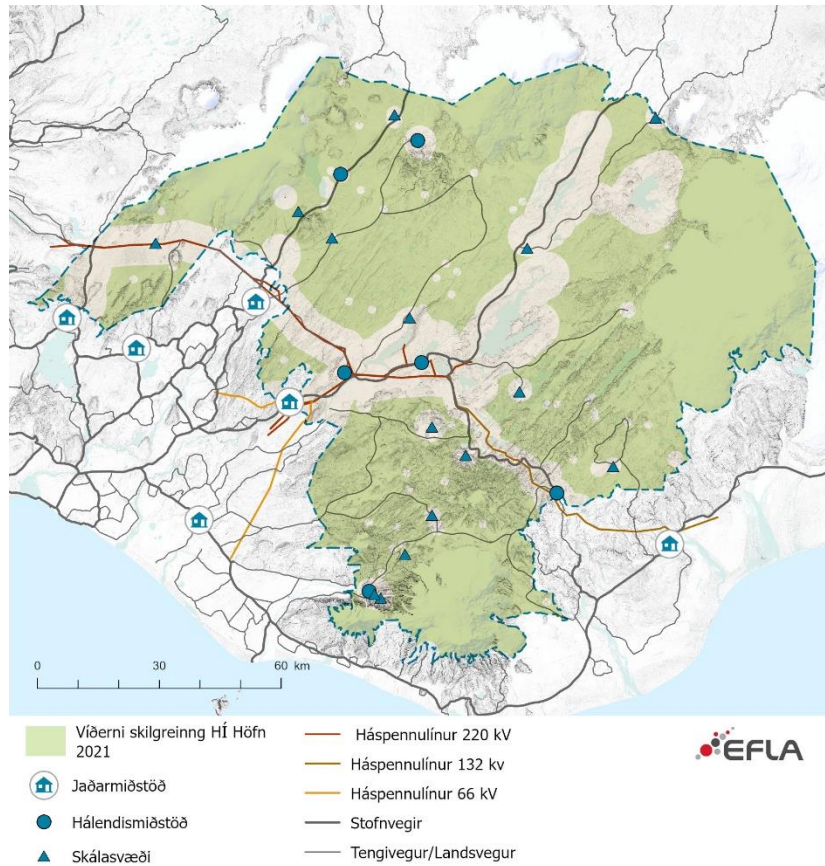 0 30 60 km
Víðerni skilgreinng HÍ Höfn
2021
Jaðarmiðstöð
Hálendismiðstöð
Skálasvæði
Háspennulínur 220 kV
Háspennulínur 132 kv
Háspennulínur 66 kV
Stofnvegir
Tengivegur/Landsvegur
EFLA